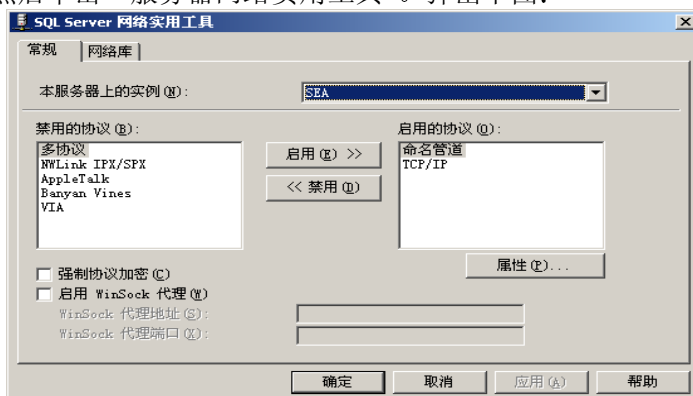 SQL Server 网络实用工具
常规 网络库
本服务器上的实例(N): SEA
禁用的协议(B):
多协议
NWLink IPX/SPX
AppleTalk
Banyan Vines
VIA
启用(E) >>
<< 禁用(D)
启用的协议(O):
命名管道
TCP/IP
属性(P)...
强制协议加密(C)
启用 WinSock 代理(W)
WinSock 代理地址(S):
WinSock 代理端口(X):
确定 取消 应用(A) 帮助